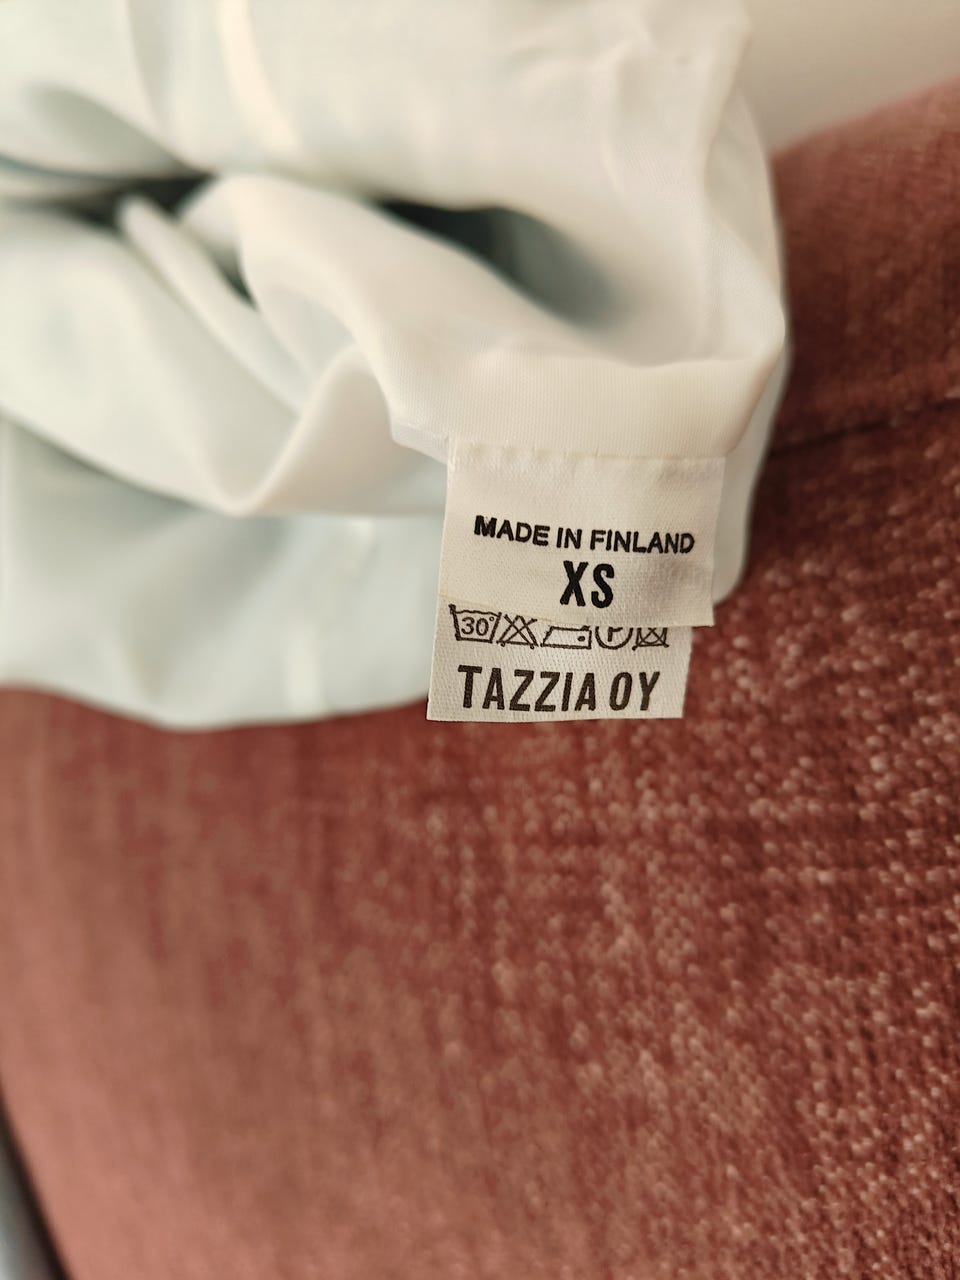 MADE IN FINLAND
XS
30° P
TAZZIA OY